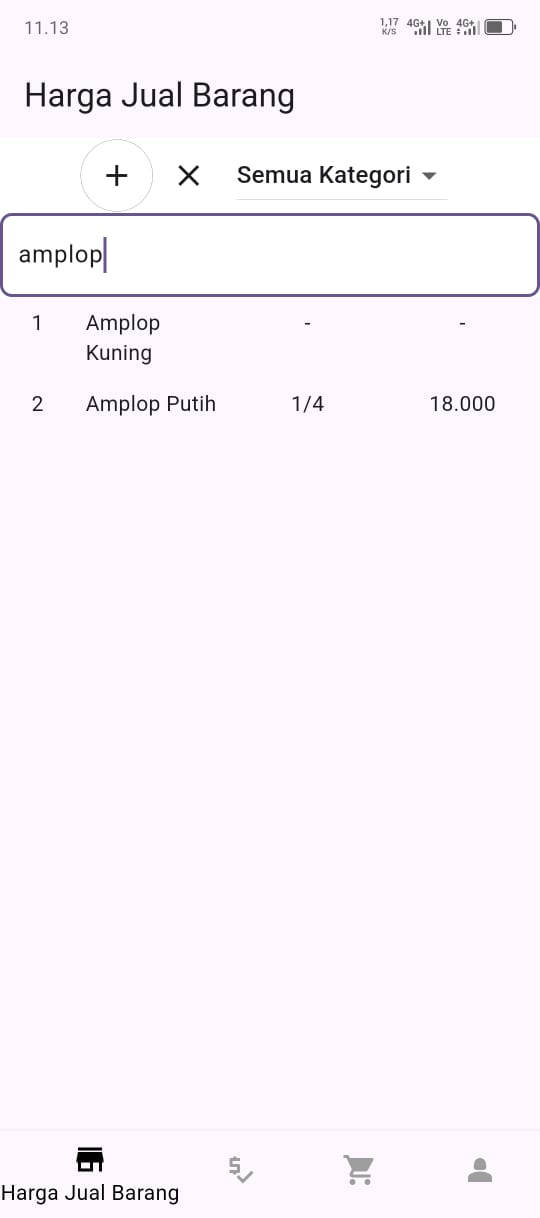 11.13
1,17 K/S 4G+ Vo LTE 4G+
Harga Jual Barang
+ × Semua Kategori
amplop
1 Amplop Kuning - -
2 Amplop Putih 1/4 18.000
Harga Jual Barang